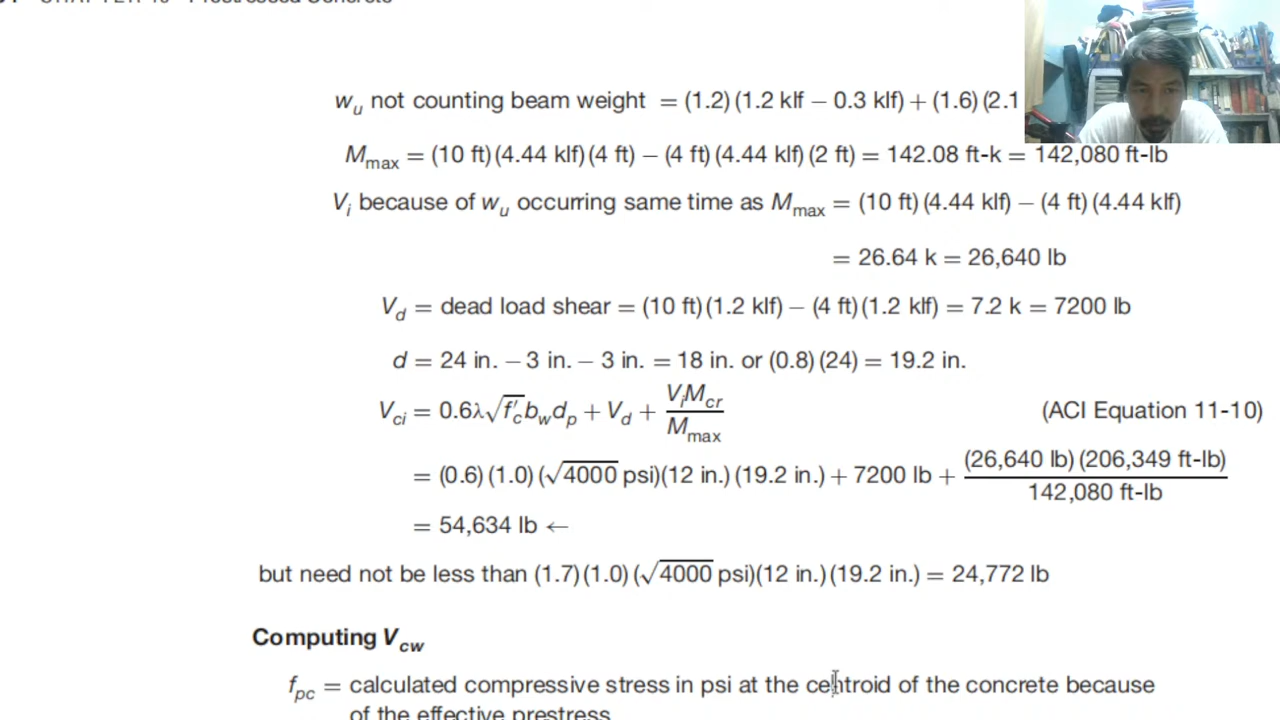 CHAPTER 19 Prestressed Concrete
w_u not counting beam weight = (1.2)(1.2 klf − 0.3 klf) + (1.6)(2.1
M_max = (10 ft)(4.44 klf)(4 ft) − (4 ft)(4.44 klf)(2 ft) = 142.08 ft-k = 142,080 ft-lb
V_i because of w_u occurring same time as M_max = (10 ft)(4.44 klf) − (4 ft)(4.44 klf)
= 26.64 k = 26,640 lb
V_d = dead load shear = (10 ft)(1.2 klf) − (4 ft)(1.2 klf) = 7.2 k = 7200 lb
d = 24 in. − 3 in. − 3 in. = 18 in. or (0.8)(24) = 19.2 in.
V_ci = 0.6λ√f′_c b_w d_p + V_d + V_i M_cr / M_max (ACI Equation 11-10)
= (0.6)(1.0)(√4000 psi)(12 in.)(19.2 in.) + 7200 lb + (26,640 lb)(206,349 ft-lb) / 142,080 ft-lb
= 54,634 lb ←
but need not be less than (1.7)(1.0)(√4000 psi)(12 in.)(19.2 in.) = 24,772 lb
Computing V_cw
f_pc = calculated compressive stress in psi at the centroid of the concrete because
of the effective prestress